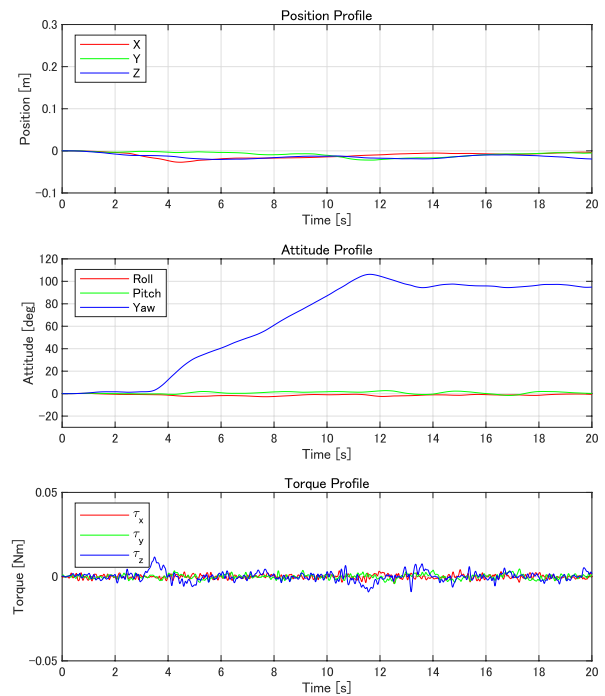 Position Profile
0.3
0.2
0.1
0
-0.1
Position [m]
X
Y
Z
0 2 4 6 8 10 12 14 16 18 20
Time [s]
Attitude Profile
120
100
80
60
40
20
0
-20
Attitude [deg]
Roll
Pitch
Yaw
0 2 4 6 8 10 12 14 16 18 20
Time [s]
Torque Profile
0.05
0
-0.05
Torque [Nm]
τx
τy
τz
0 2 4 6 8 10 12 14 16 18 20
Time [s]